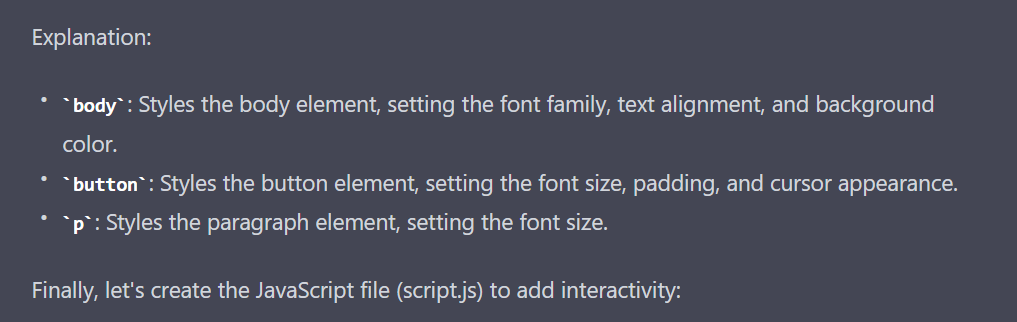 Explanation:
• `body`: Styles the body element, setting the font family, text alignment, and background
color.
• `button`: Styles the button element, setting the font size, padding, and cursor appearance.
• `p`: Styles the paragraph element, setting the font size.
Finally, let's create the JavaScript file (script.js) to add interactivity: